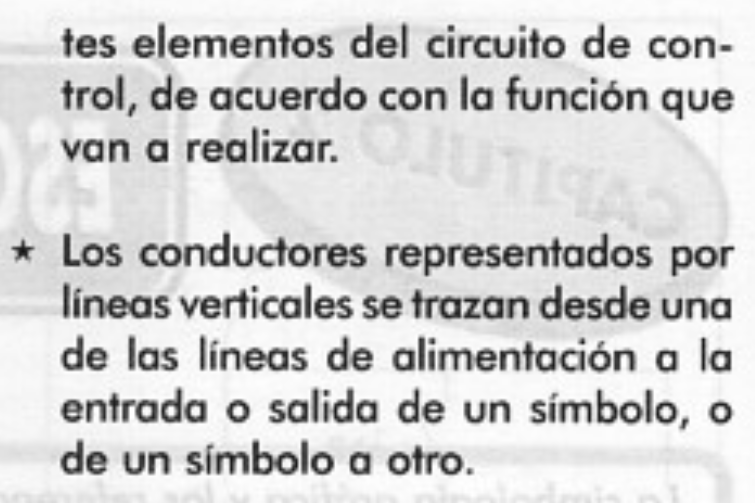 tes elementos del circuito de con-
trol, de acuerdo con la función que
van a realizar.
★ Los conductores representados por
líneas verticales se trazan desde una
de las líneas de alimentación a la
entrada o salida de un símbolo, o
de un símbolo a otro.